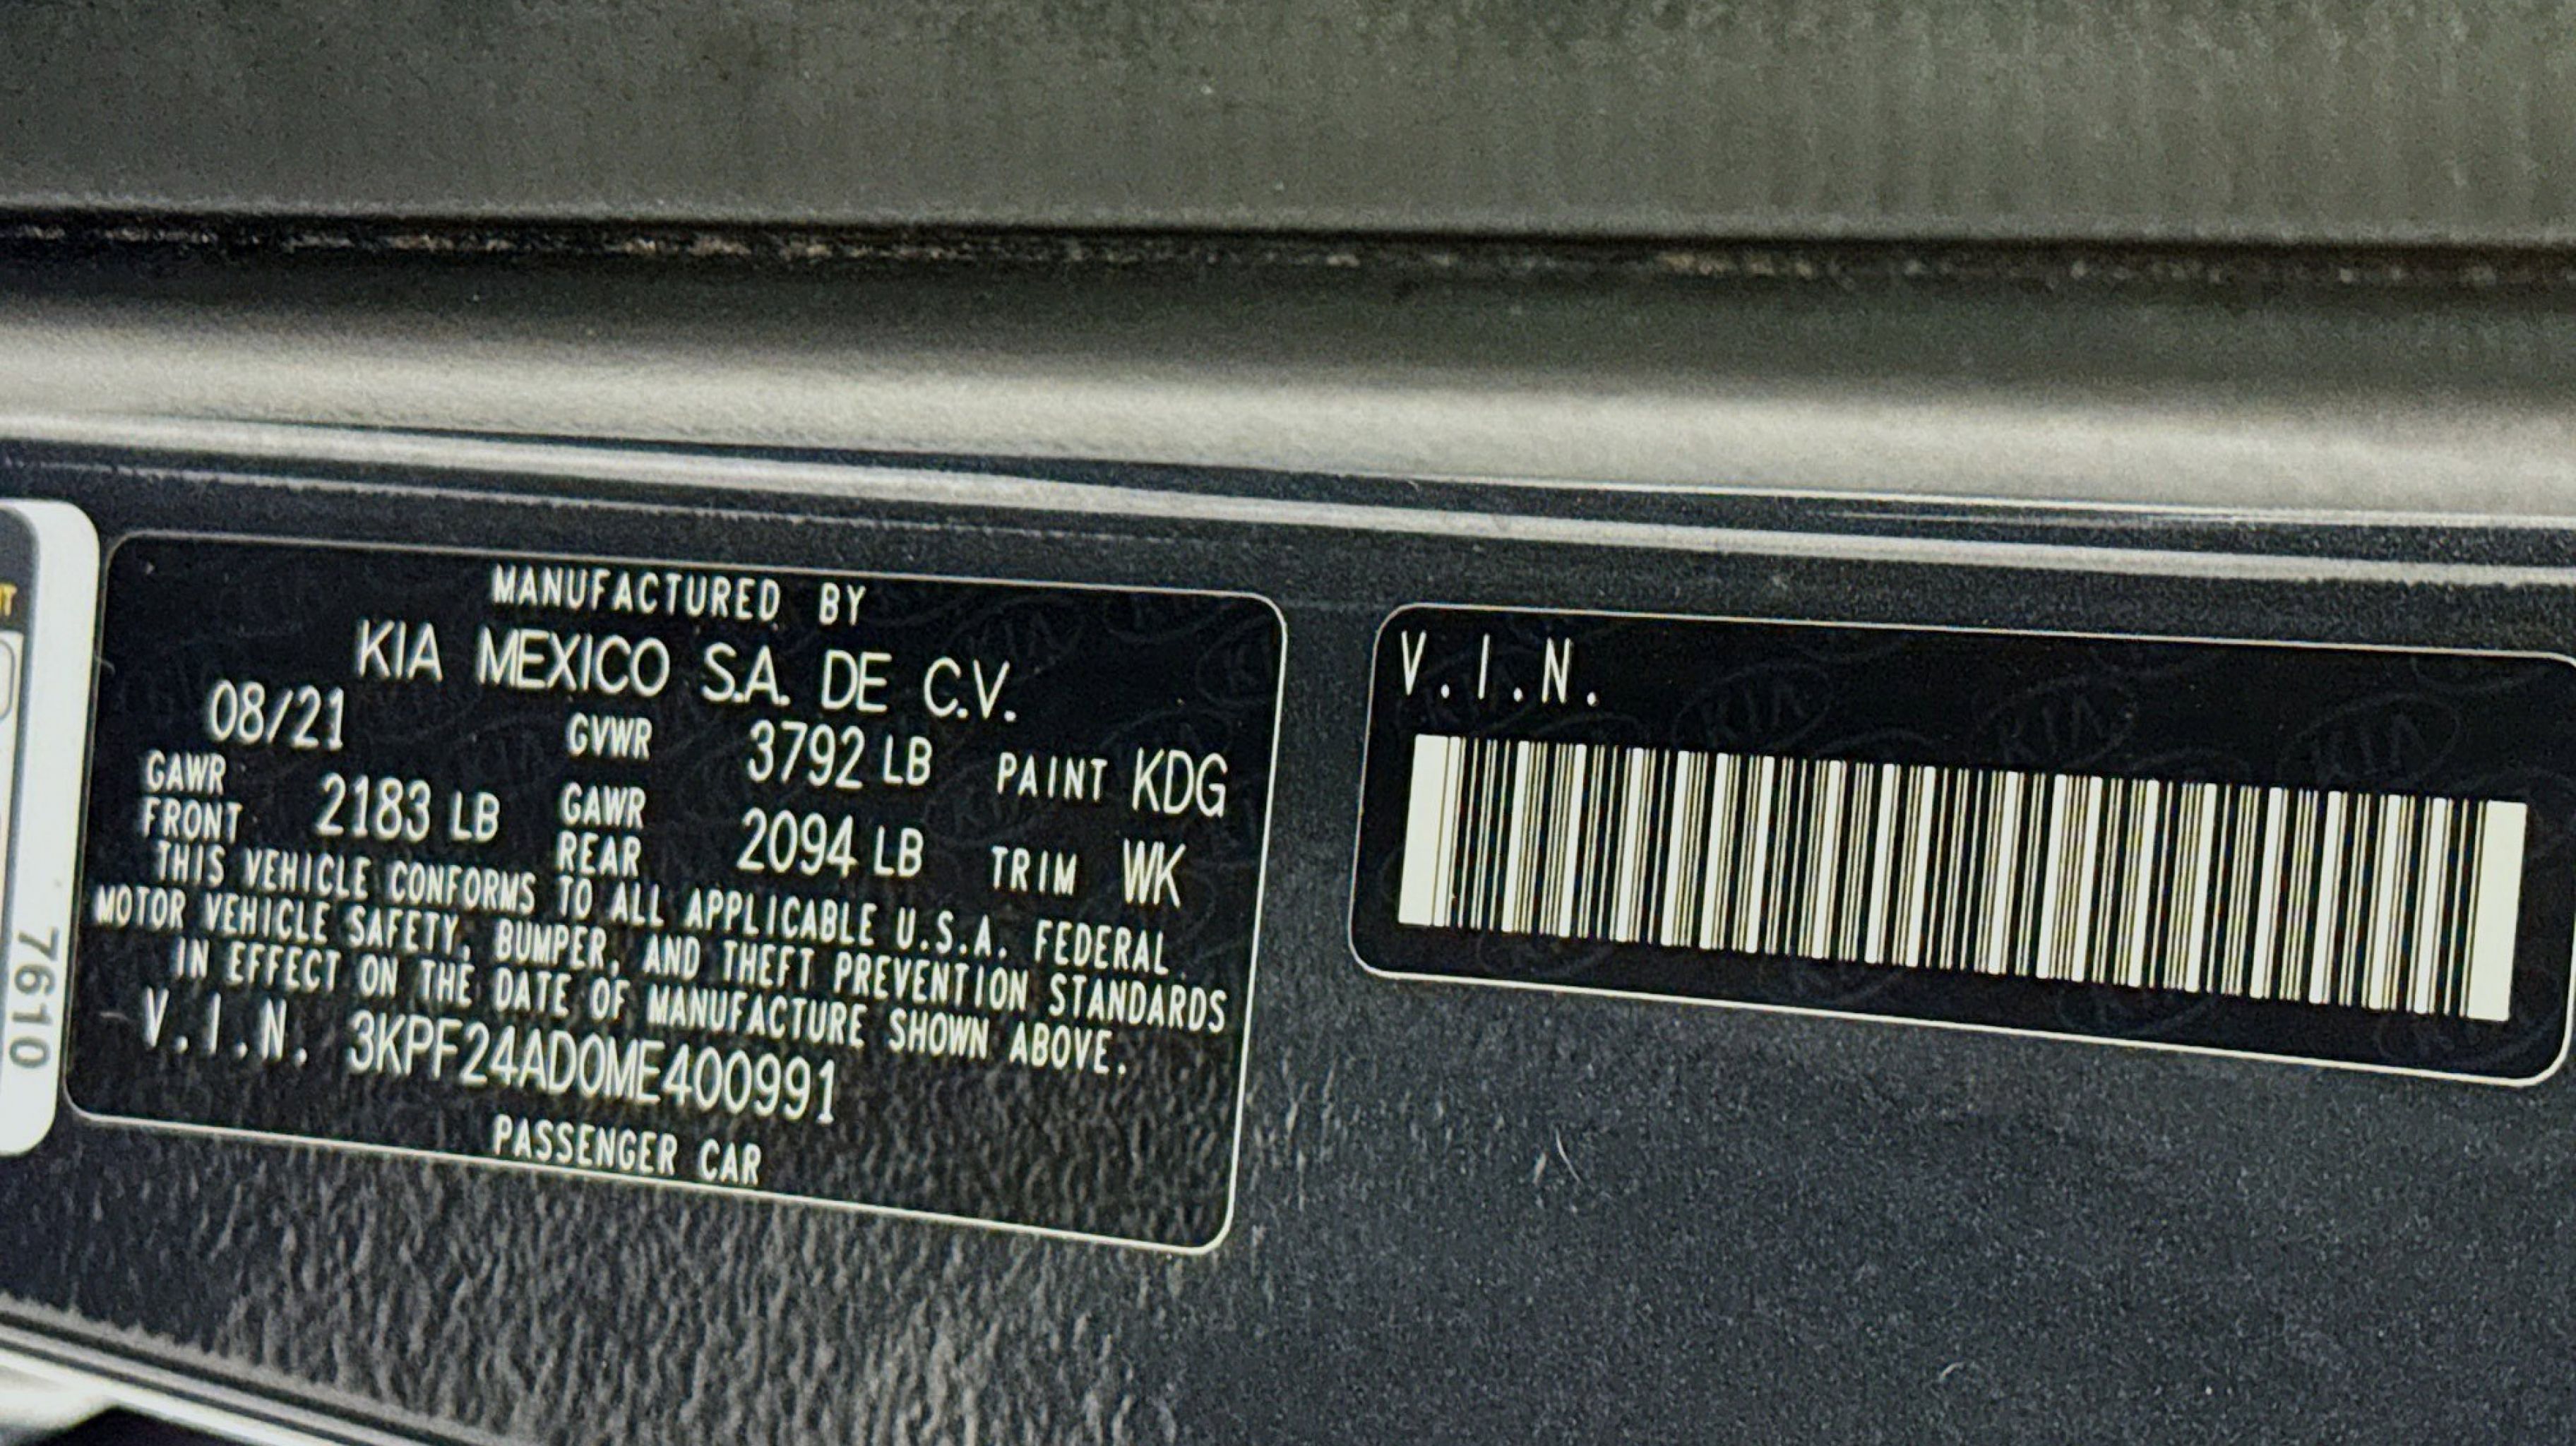 MANUFACTURED BY
KIA MEXICO S.A. DE C.V.
08/21 GVWR 3792 LB PAINT KDG
GAWR FRONT 2183 LB GAWR REAR 2094 LB TRIM WK
THIS VEHICLE CONFORMS TO ALL APPLICABLE U.S.A. FEDERAL
MOTOR VEHICLE SAFETY, BUMPER, AND THEFT PREVENTION STANDARDS
IN EFFECT ON THE DATE OF MANUFACTURE SHOWN ABOVE.
V.I.N. 3KPF24AD0ME400991
PASSENGER CAR
V.I.N.
7610